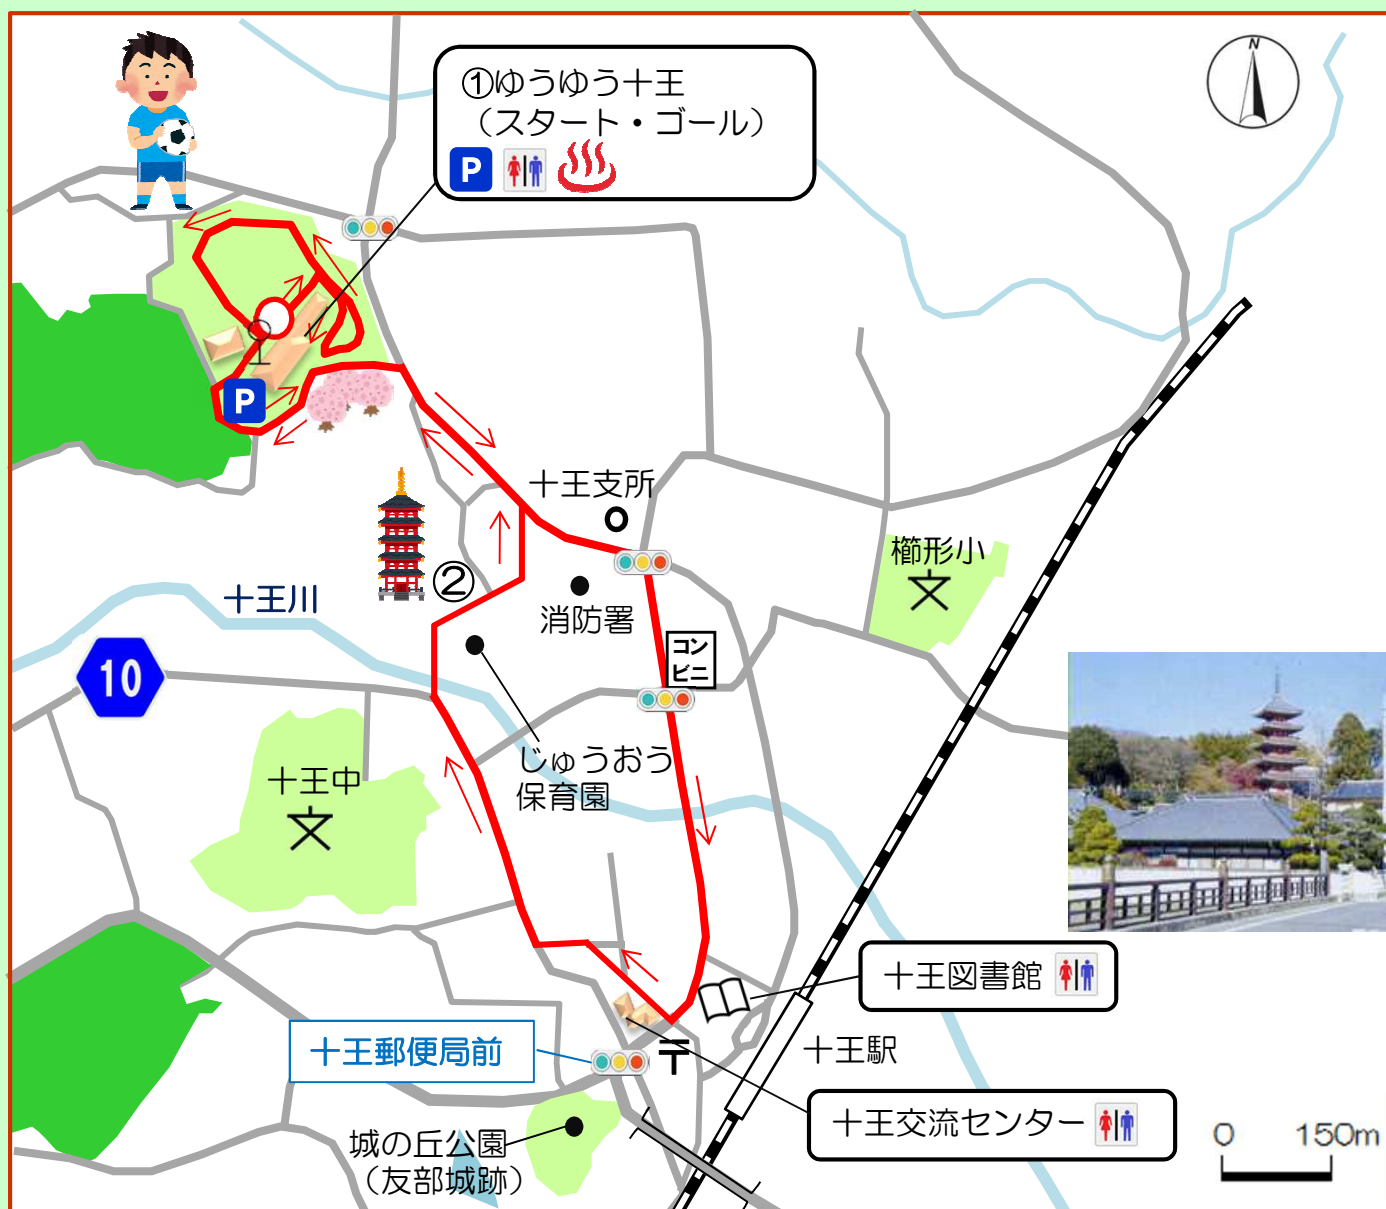 ①ゆうゆう十王
（スタート・ゴール）
P
N
P
十王支所
櫛形小
文
②
消防署
十王川
コン
ビニ
10
じゅうおう
保育園
十王中
文
十王図書館
十王郵便局前
〒
十王駅
十王交流センター
城の丘公園
（友部城跡）
0 150m